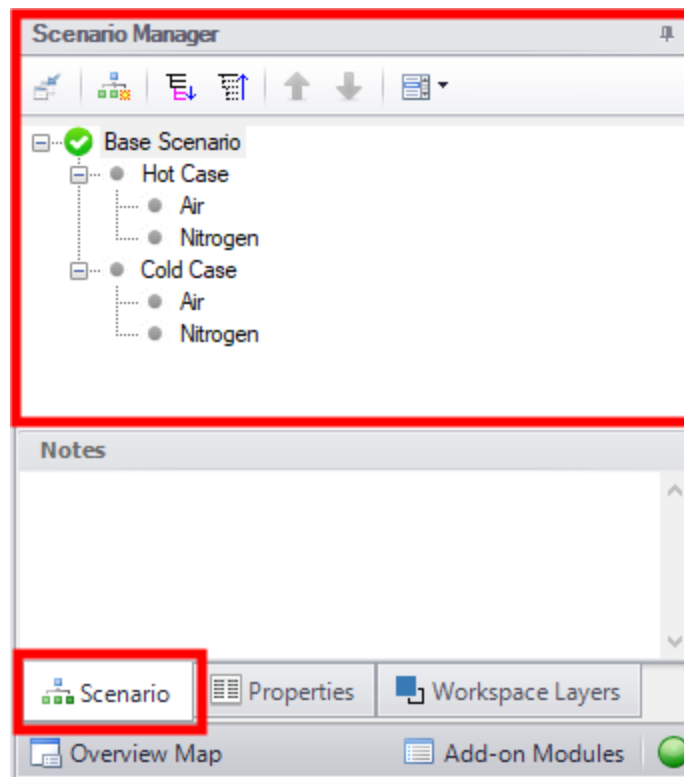 Scenario Manager
Base Scenario
Hot Case
Air
Nitrogen
Cold Case
Air
Nitrogen
Notes
Scenario Properties Workspace Layers
Overview Map Add-on Modules